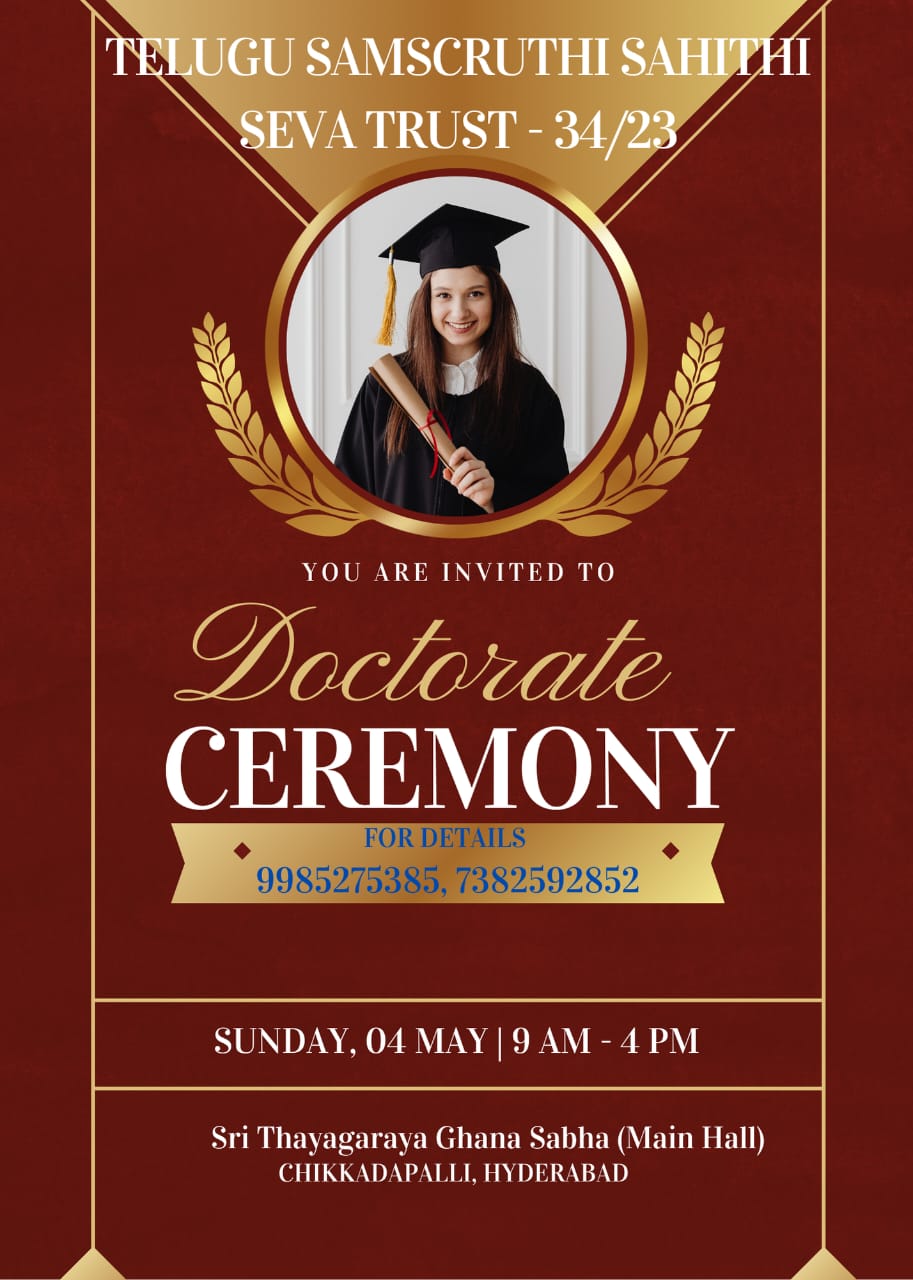 TELUGU SAMSCRUTHI SAHITHI
SEVA TRUST - 34/23
YOU ARE INVITED TO
Doctorate
CEREMONY
FOR DETAILS
9985275385, 7382592852
SUNDAY, 04 MAY | 9 AM - 4 PM
Sri Thayagaraya Ghana Sabha (Main Hall)
CHIKKADAPALLI, HYDERABAD